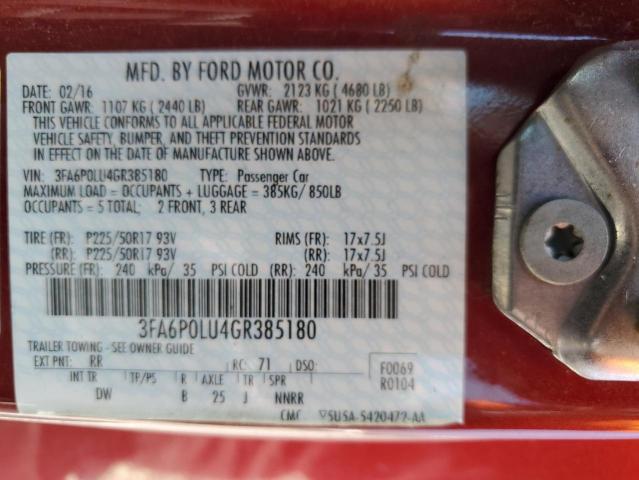 MFD. BY FORD MOTOR CO.
DATE: 02/16 GVWR: 2123 KG ( 4680 LB)
FRONT GAWR: 1107 KG ( 2440 LB) REAR GAWR: 1021 KG ( 2250 LB)
THIS VEHICLE CONFORMS TO ALL APPLICABLE FEDERAL MOTOR
VEHICLE SAFETY, BUMPER, AND THEFT PREVENTION STANDARDS
IN EFFECT ON THE DATE OF MANUFACTURE SHOWN ABOVE.
VIN: 3FA6P0LU4GR385180 TYPE: Passenger Car
MAXIMUM LOAD = OCCUPANTS + LUGGAGE = 385KG/ 850LB
OCCUPANTS = 5 TOTAL: 2 FRONT, 3 REAR
TIRE (FR): P225/50R17 93V RIMS (FR): 17x7.5J
(RR): P225/50R17 93V (RR): 17x7.5J
PRESSURE (FR): 240 kPa/ 35 PSI COLD (RR): 240 kPa/ 35 PSI COLD
3FA6P0LU4GR385180
TRAILER TOWING - SEE OWNER GUIDE
EXT PNT: RR RC: 71 DSO: F0069
R0104
INT TR TP/PS R AXLE TR SPR
DW B 25 J NNRR
CMC 5U5A-5420472-AA